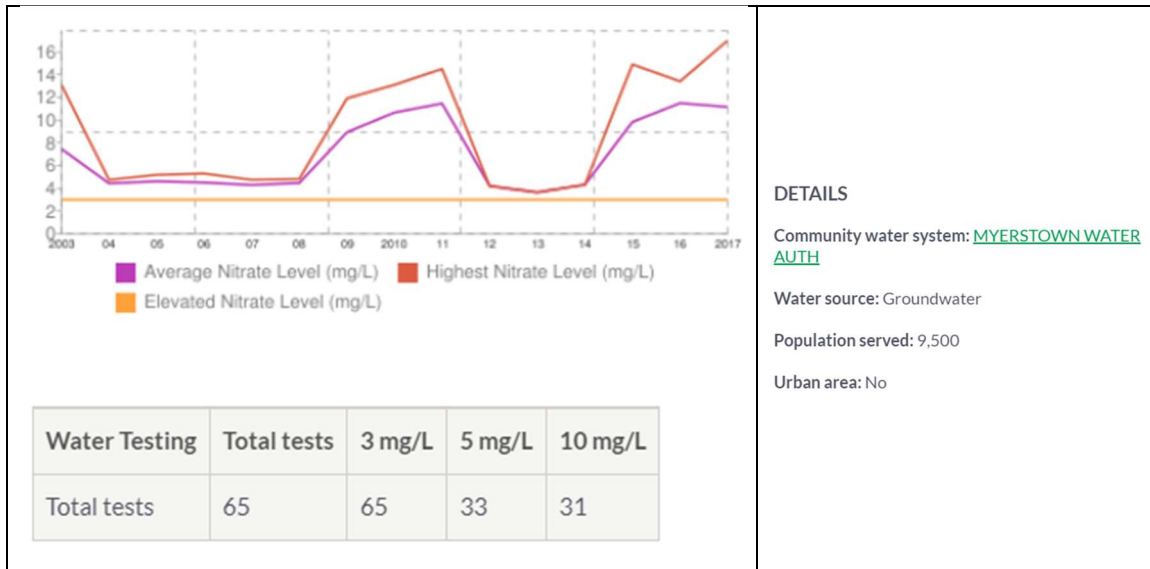 16
14
12
10
8
6
4
2
0
2003 04 05 06 07 08 09 2010 11 12 13 14 15 16 2017
Average Nitrate Level (mg/L) Highest Nitrate Level (mg/L)
Elevated Nitrate Level (mg/L)
Water Testing Total tests 3 mg/L 5 mg/L 10 mg/L
Total tests 65 65 33 31
DETAILS
Community water system: MYERSTOWN WATER
AUTH
Water source: Groundwater
Population served: 9,500
Urban area: No